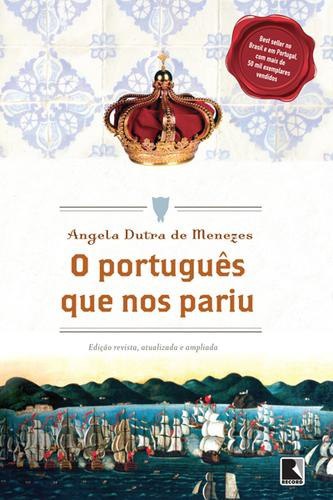 Best seller no
Brasil e em Portugal,
com mais de
50 mil exemplares
vendidos
Angela Dutra de Menezes
O português
que nos pariu
Edição revista, atualizada e ampliada
RECORD